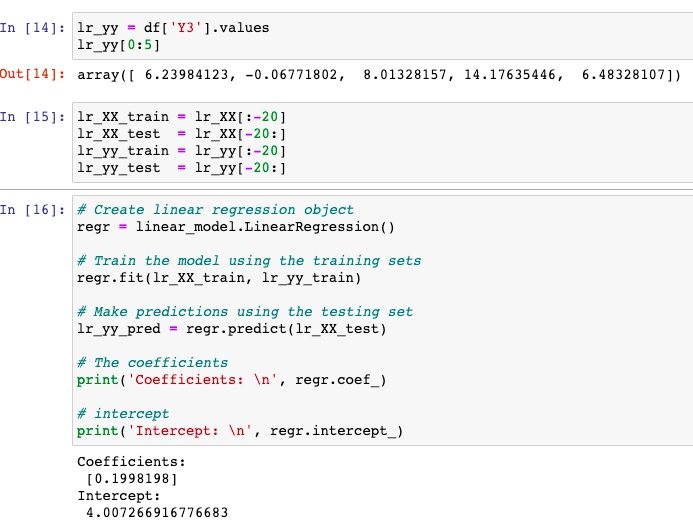 In [14]: lr_yy = df['Y3'].values
lr_yy[0:5]
Out[14]: array([ 6.23984123, -0.06771802,  8.01328157, 14.17635446,  6.48328107])
In [15]: lr_XX_train = lr_XX[:-20]
lr_XX_test  = lr_XX[-20:]
lr_yy_train = lr_yy[:-20]
lr_yy_test  = lr_yy[-20:]
In [16]: # Create linear regression object
regr = linear_model.LinearRegression()
# Train the model using the training sets
regr.fit(lr_XX_train, lr_yy_train)
# Make predictions using the testing set
lr_yy_pred = regr.predict(lr_XX_test)
# The coefficients
print('Coefficients: \n', regr.coef_)
# intercept
print('Intercept: \n', regr.intercept_)
Coefficients:
[0.1998198]
Intercept:
4.007266916776683